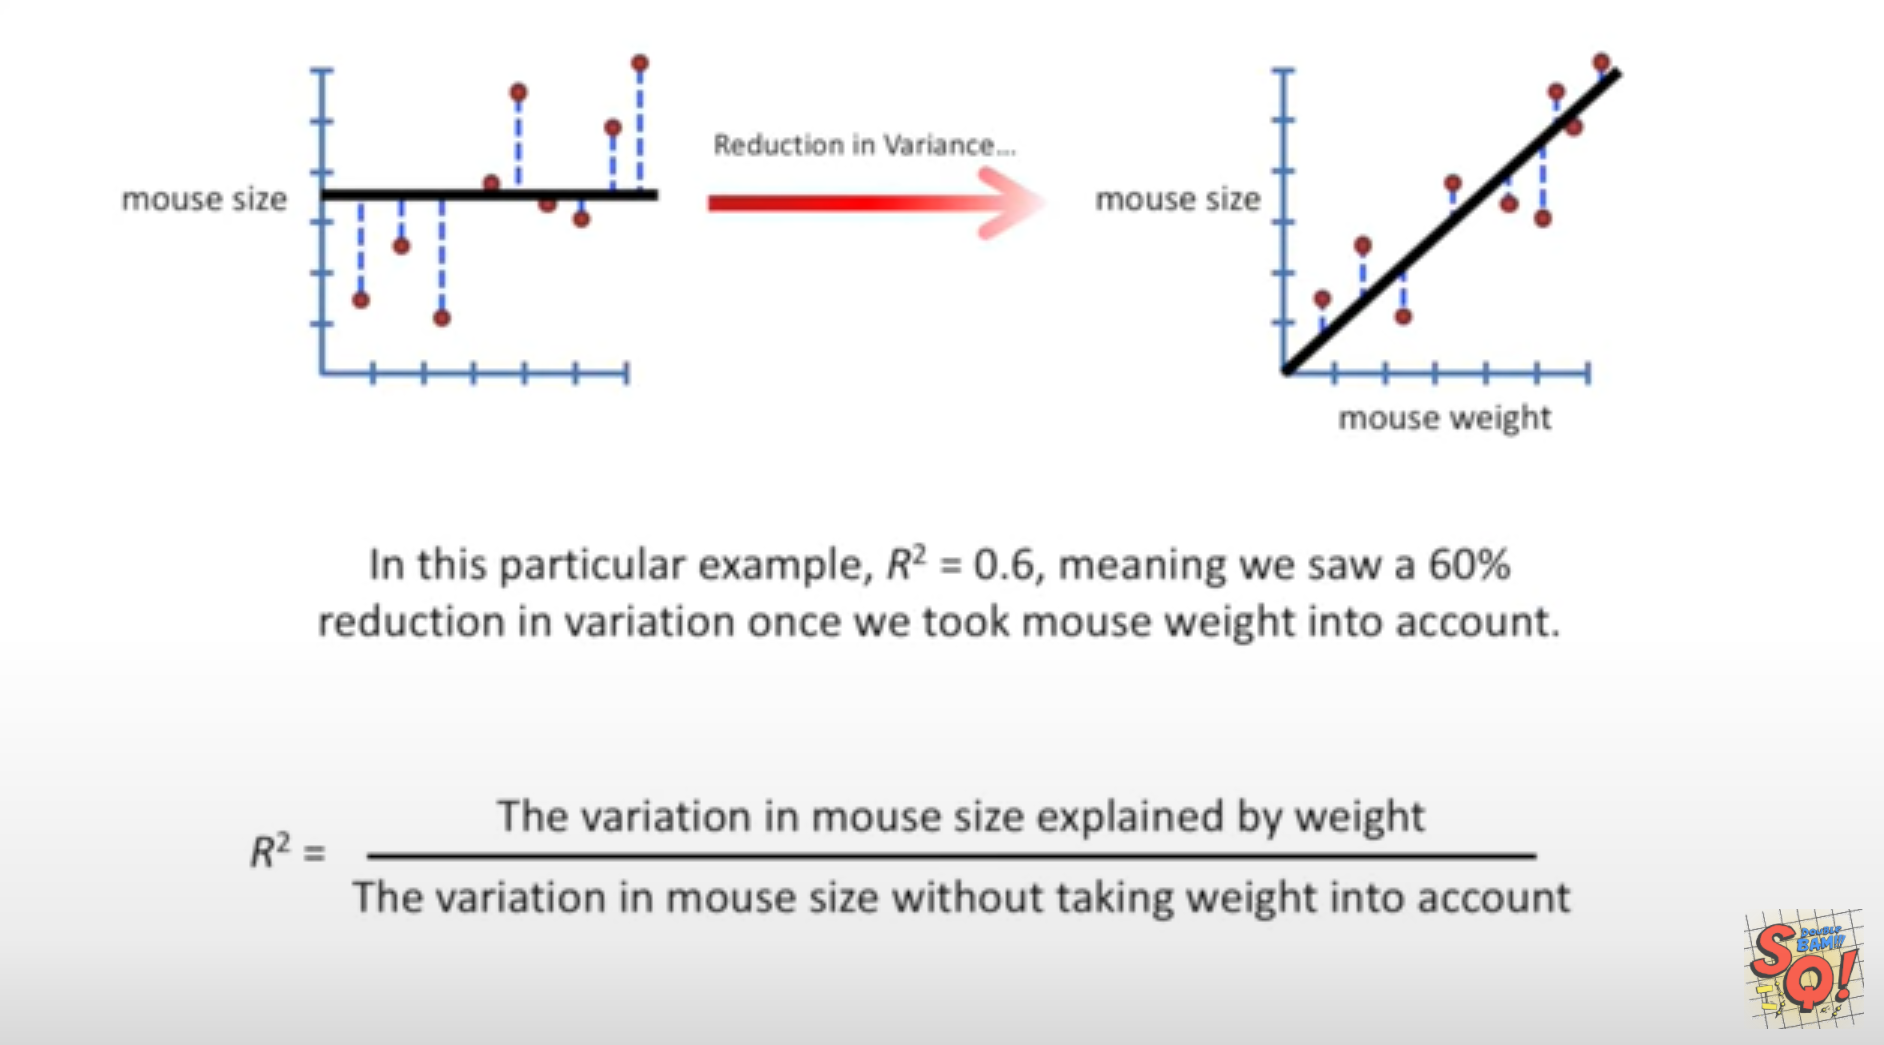 Reduction in Variance...
mouse size
mouse size
mouse weight
In this particular example, R² = 0.6, meaning we saw a 60%
reduction in variation once we took mouse weight into account.
R² =
The variation in mouse size explained by weight
The variation in mouse size without taking weight into account
DOUBLE
BAM!!
SQ!